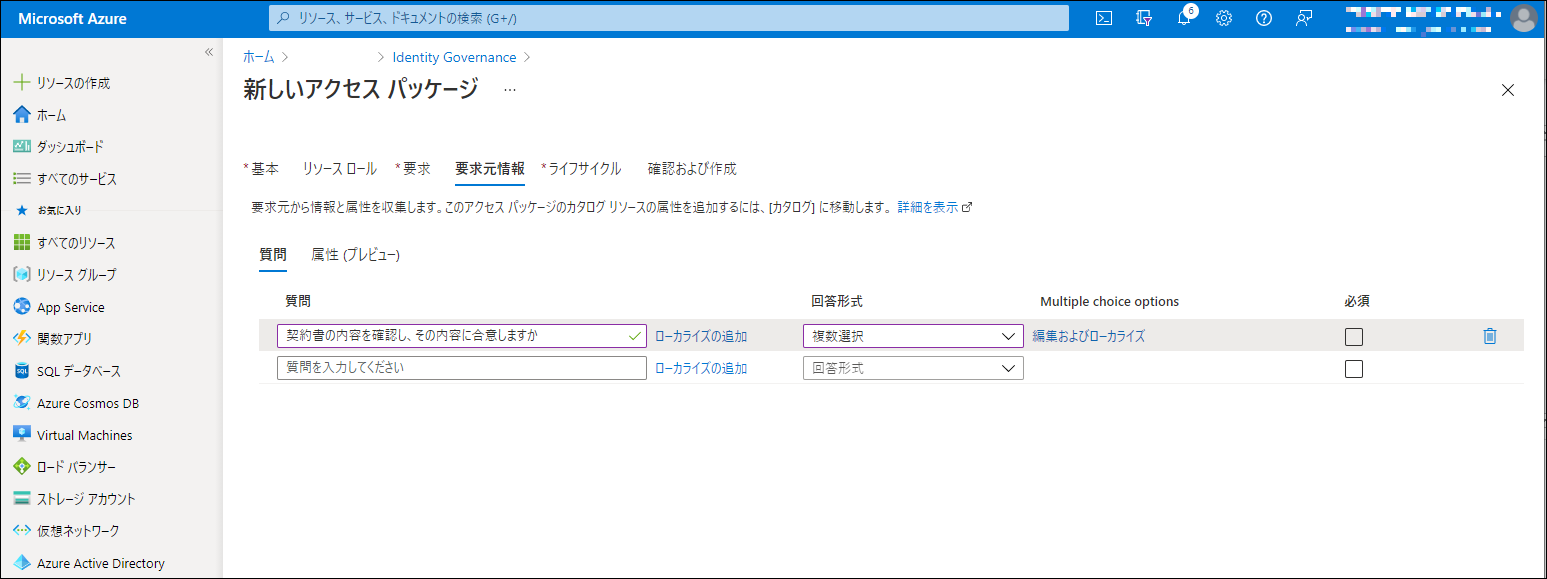 Microsoft Azure
リソース、サービス、ドキュメントの検索 (G+/)
6
«
リソースの作成
ホーム
ダッシュボード
すべてのサービス
お気に入り
すべてのリソース
リソース グループ
App Service
関数アプリ
SQL データベース
Azure Cosmos DB
Virtual Machines
ロード バランサー
ストレージ アカウント
仮想ネットワーク
Azure Active Directory
ホーム > > Identity Governance >
新しいアクセス パッケージ ...
* 基本 リソース ロール * 要求 要求元情報 * ライフサイクル 確認および作成
要求元から情報と属性を収集します。このアクセス パッケージのカタログ リソースの属性を追加するには、[カタログ] に移動します。 詳細を表示
質問 属性 (プレビュー)
質問 回答形式 Multiple choice options 必須
契約書の内容を確認し、その内容に合意しますか ローカライズの追加 複数選択 編集およびローカライズ
質問を入力してください ローカライズの追加 回答形式